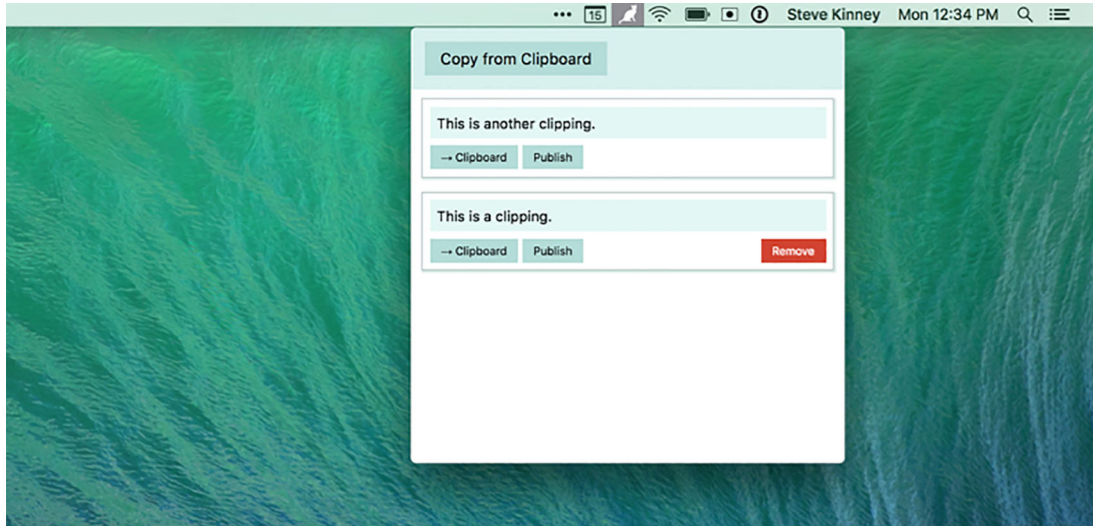 ••• 15 Steve Kinney Mon 12:34 PM
Copy from Clipboard
This is another clipping.
→ Clipboard Publish
This is a clipping.
→ Clipboard Publish Remove